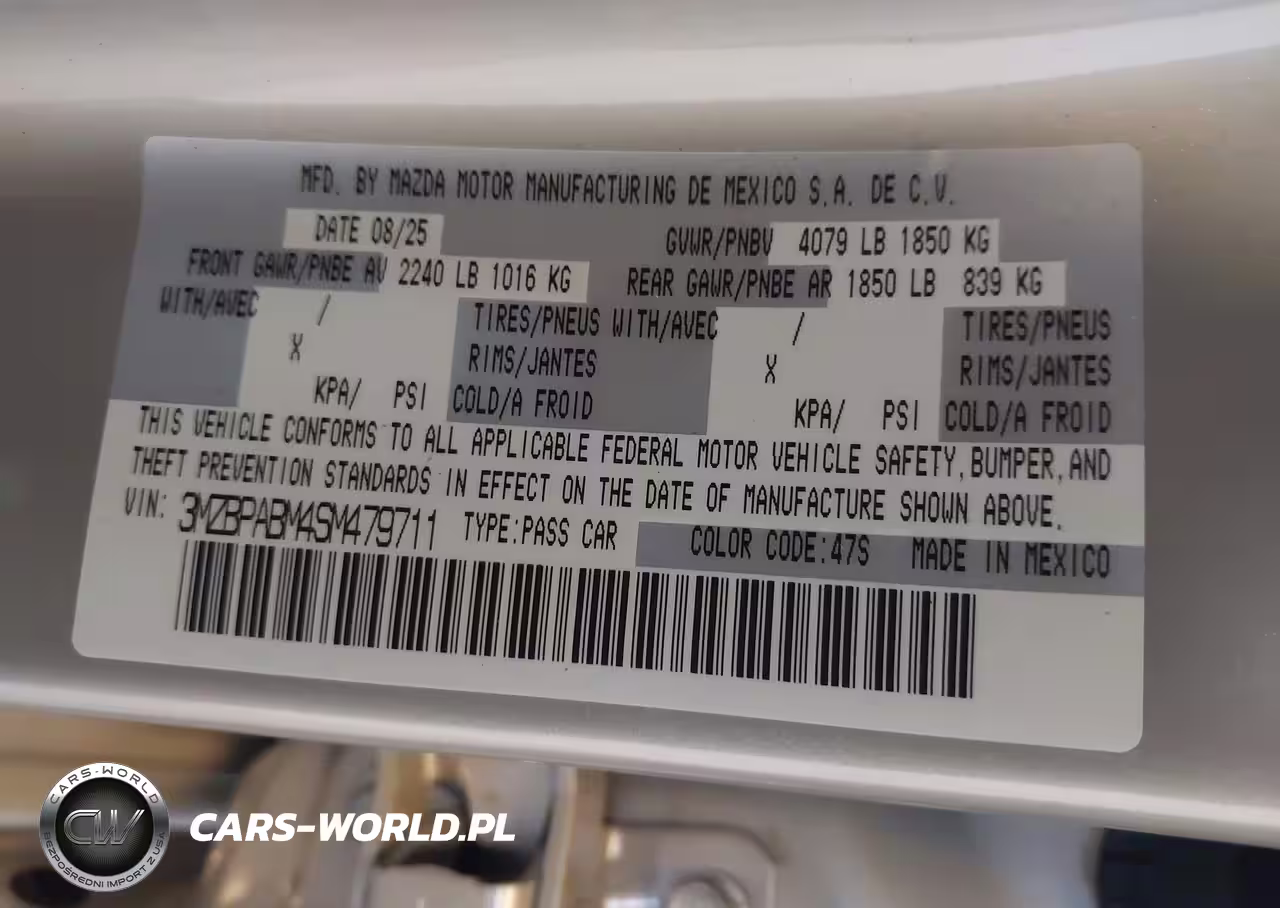 MFD. BY MAZDA MOTOR MANUFACTURING DE MEXICO S.A. DE C.V.
DATE 08/25 GVWR/PNBV 4079 LB 1850 KG
FRONT GAWR/PNBE AV 2240 LB 1016 KG REAR GAWR/PNBE AR 1850 LB 839 KG
WITH/AVEC / TIRES/PNEUS WITH/AVEC / TIRES/PNEUS
X RIMS/JANTES X RIMS/JANTES
KPA/ PSI COLD/A FROID KPA/ PSI COLD/A FROID
THIS VEHICLE CONFORMS TO ALL APPLICABLE FEDERAL MOTOR VEHICLE SAFETY, BUMPER, AND
THEFT PREVENTION STANDARDS IN EFFECT ON THE DATE OF MANUFACTURE SHOWN ABOVE.
VIN: 3MZBPABM4SM479711 TYPE:PASS CAR COLOR CODE:47S MADE IN MEXICO
CARS-WORLD
CW
BEZPOŚREDNI IMPORT Z USA
CARS-WORLD.PL